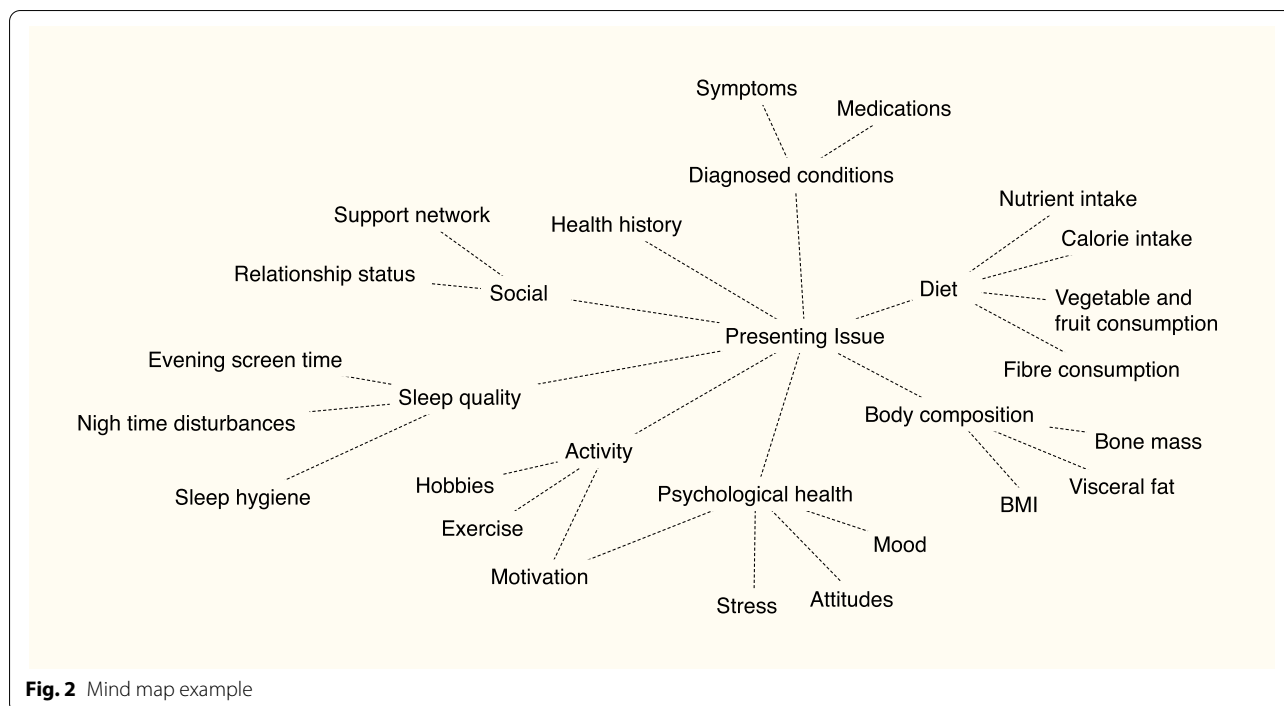 Symptoms
Medications
Diagnosed conditions
Nutrient intake
Support network
Health history
Calorie intake
Relationship status
Social
Diet
Vegetable and
fruit consumption
Presenting Issue
Evening screen time
Fibre consumption
Sleep quality
Body composition
Nigh time disturbances
Bone mass
Activity
Hobbies
Visceral fat
Psychological health
Sleep hygiene
BMI
Exercise
Mood
Motivation
Attitudes
Stress
Fig. 2 Mind map example